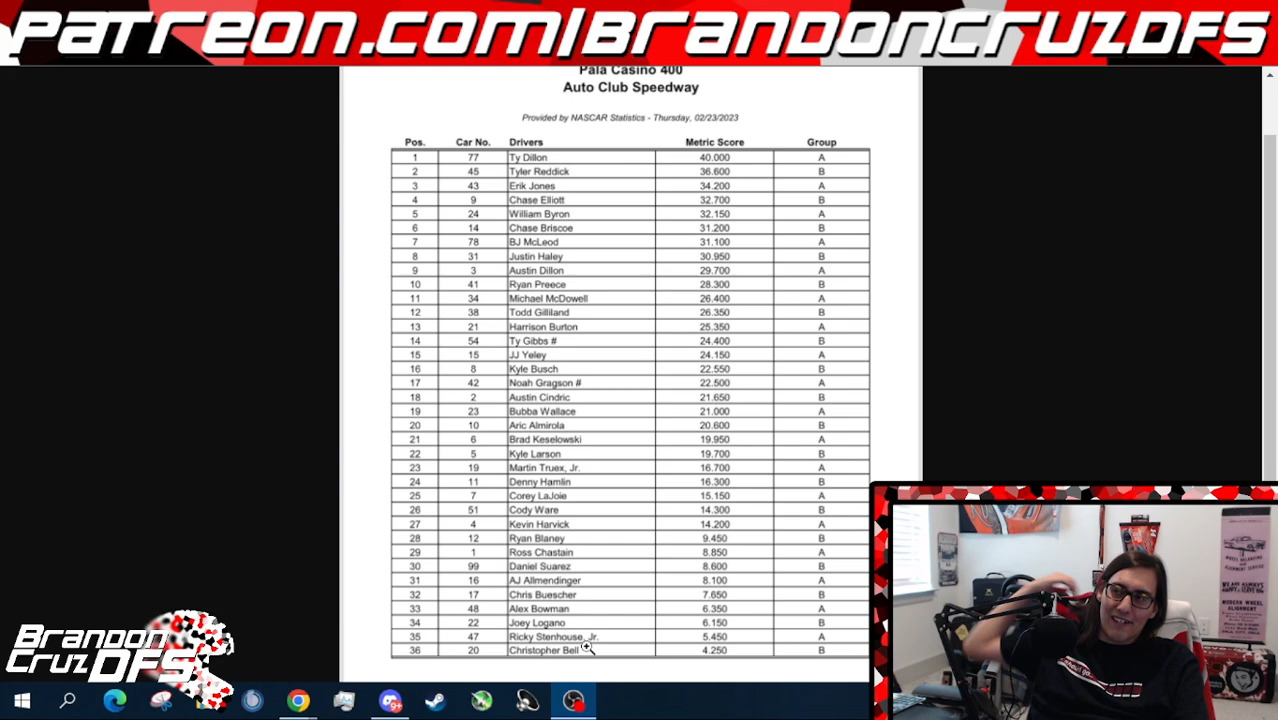 Patreon.com/BrandonCruzDFS
Pala Casino 400
Auto Club Speedway
Provided by NASCAR Statistics - Thursday, 02/23/2023
Pos. Car No. Drivers Metric Score Group
1 77 Ty Dillon 40.000 A
2 45 Tyler Reddick 36.600 B
3 43 Erik Jones 34.200 A
4 9 Chase Elliott 32.700 B
5 24 William Byron 32.150 A
6 14 Chase Briscoe 31.200 B
7 78 BJ McLeod 31.100 A
8 31 Justin Haley 30.950 B
9 3 Austin Dillon 29.700 A
10 41 Ryan Preece 28.300 B
11 34 Michael McDowell 26.400 A
12 38 Todd Gilliland 26.350 B
13 21 Harrison Burton 25.350 A
14 54 Ty Gibbs # 24.400 B
15 15 JJ Yeley 24.150 A
16 8 Kyle Busch 22.550 B
17 42 Noah Gragson # 22.500 A
18 2 Austin Cindric 21.650 B
19 23 Bubba Wallace 21.000 A
20 10 Aric Almirola 20.600 B
21 6 Brad Keselowski 19.950 A
22 5 Kyle Larson 19.700 B
23 19 Martin Truex, Jr. 16.700 A
24 11 Denny Hamlin 16.300 B
25 7 Corey LaJoie 15.150 A
26 51 Cody Ware 14.300 B
27 4 Kevin Harvick 14.200 A
28 12 Ryan Blaney 9.450 B
29 1 Ross Chastain 8.850 A
30 99 Daniel Suarez 8.600 B
31 16 AJ Allmendinger 8.100 A
32 17 Chris Buescher 7.650 B
33 48 Alex Bowman 6.350 A
34 22 Joey Logano 6.150 B
35 47 Ricky Stenhouse, Jr. 5.450 A
36 20 Christopher Bell 4.250 B
Brandon
Cruz DFS
9+
WHEEL
AND
ALIGNMENT
SERVICE
WE ARE ALWAYS
MODERN WHEEL
ALIGNMENT